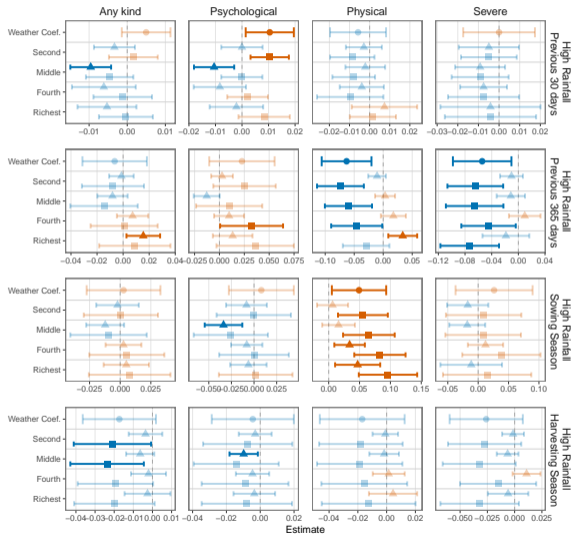 Any kind Psychological Physical Severe
Weather Coef.
Second
Middle
Fourth
Richest
High Rainfall
Previous 30 days
−0.01 0.00 0.01
−0.02 −0.01 0.00 0.01 0.02
−0.02 −0.01 0.00 0.01 0.02
−0.03 −0.02 −0.01 0.00 0.01 0.02
Weather Coef.
Second
Middle
Fourth
Richest
High Rainfall
Previous 365 days
−0.04 −0.02 0.00 0.02 0.04
−0.025 0.000 0.025 0.050 0.075
−0.10 −0.05 0.00 0.05
−0.12 −0.08 −0.04 0.00 0.04
Weather Coef.
Second
Middle
Fourth
Richest
High Rainfall
Sowing Season
−0.025 0.000 0.025
−0.050 −0.025 0.000 0.025
0.00 0.05 0.10 0.15
−0.05 0.00 0.05 0.10
Weather Coef.
Second
Middle
Fourth
Richest
High Rainfall
Harvesting Season
−0.04 −0.03 −0.02 −0.01 0.00 0.01
−0.04 −0.02 0.00 0.02
−0.04 −0.02 0.00 0.02
−0.050 −0.025 0.000 0.025
Estimate